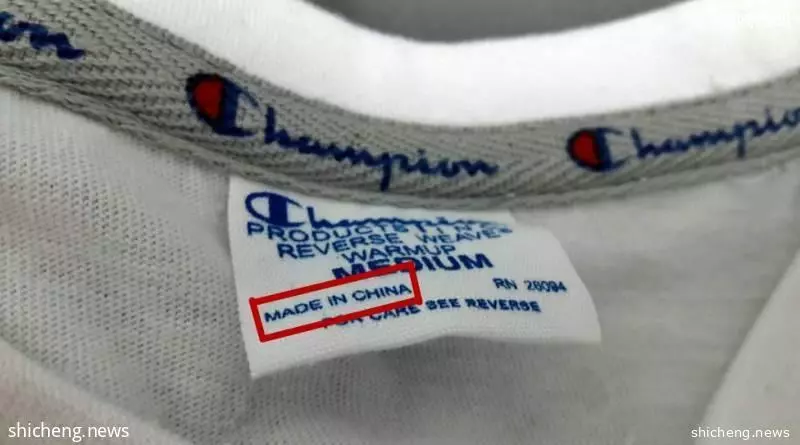 Champion
Champion
Champion
PRODUCTS
REVERSE WEAVE®
WARMUP
MEDIUM
MADE IN CHINA
RN 26094
FOR CARE SEE REVERSE
shicheng.news
shicheng.news